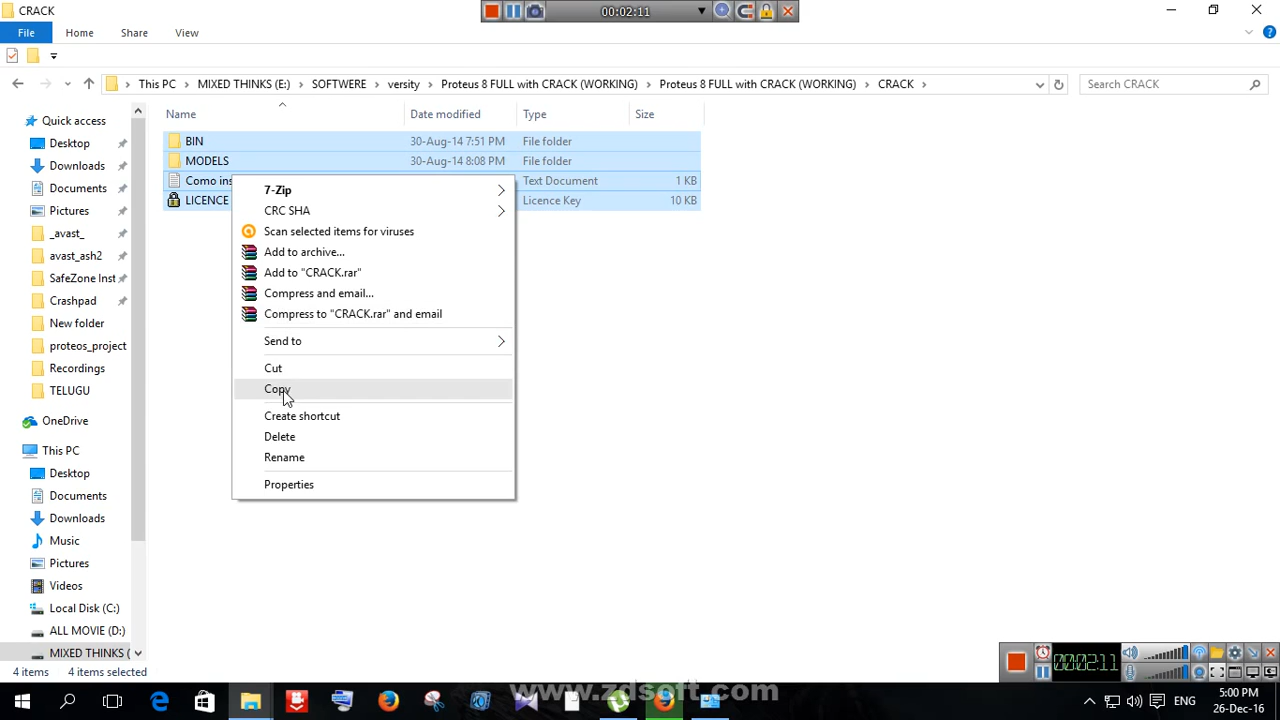 CRACK
00:02:11
File Home Share View
This PC MIXED THINKS (E:) SOFTWERE versity Proteus 8 FULL with CRACK (WORKING) Proteus 8 FULL with CRACK (WORKING) CRACK
Search CRACK
Name Date modified Type Size
Quick access
Desktop
Downloads
Documents
Pictures
_avast_
avast_ash2
SafeZone Inst
Crashpad
New folder
proteos_project
Recordings
TELUGU
OneDrive
This PC
Desktop
Documents
Downloads
Music
Pictures
Videos
Local Disk (C:)
ALL MOVIE (D:)
MIXED THINKS (
BIN 30-Aug-14 7:51 PM File folder
MODELS 30-Aug-14 8:08 PM File folder
Como ins Text Document 1 KB
LICENCE Licence Key 10 KB
7-Zip
CRC SHA
Scan selected items for viruses
Add to archive...
Add to "CRACK.rar"
Compress and email...
Compress to "CRACK.rar" and email
Send to
Cut
Copy
Create shortcut
Delete
Rename
Properties
4 items 4 items selected
00:02:11
www.zdsoft.com
ENG
5:00 PM
26-Dec-16